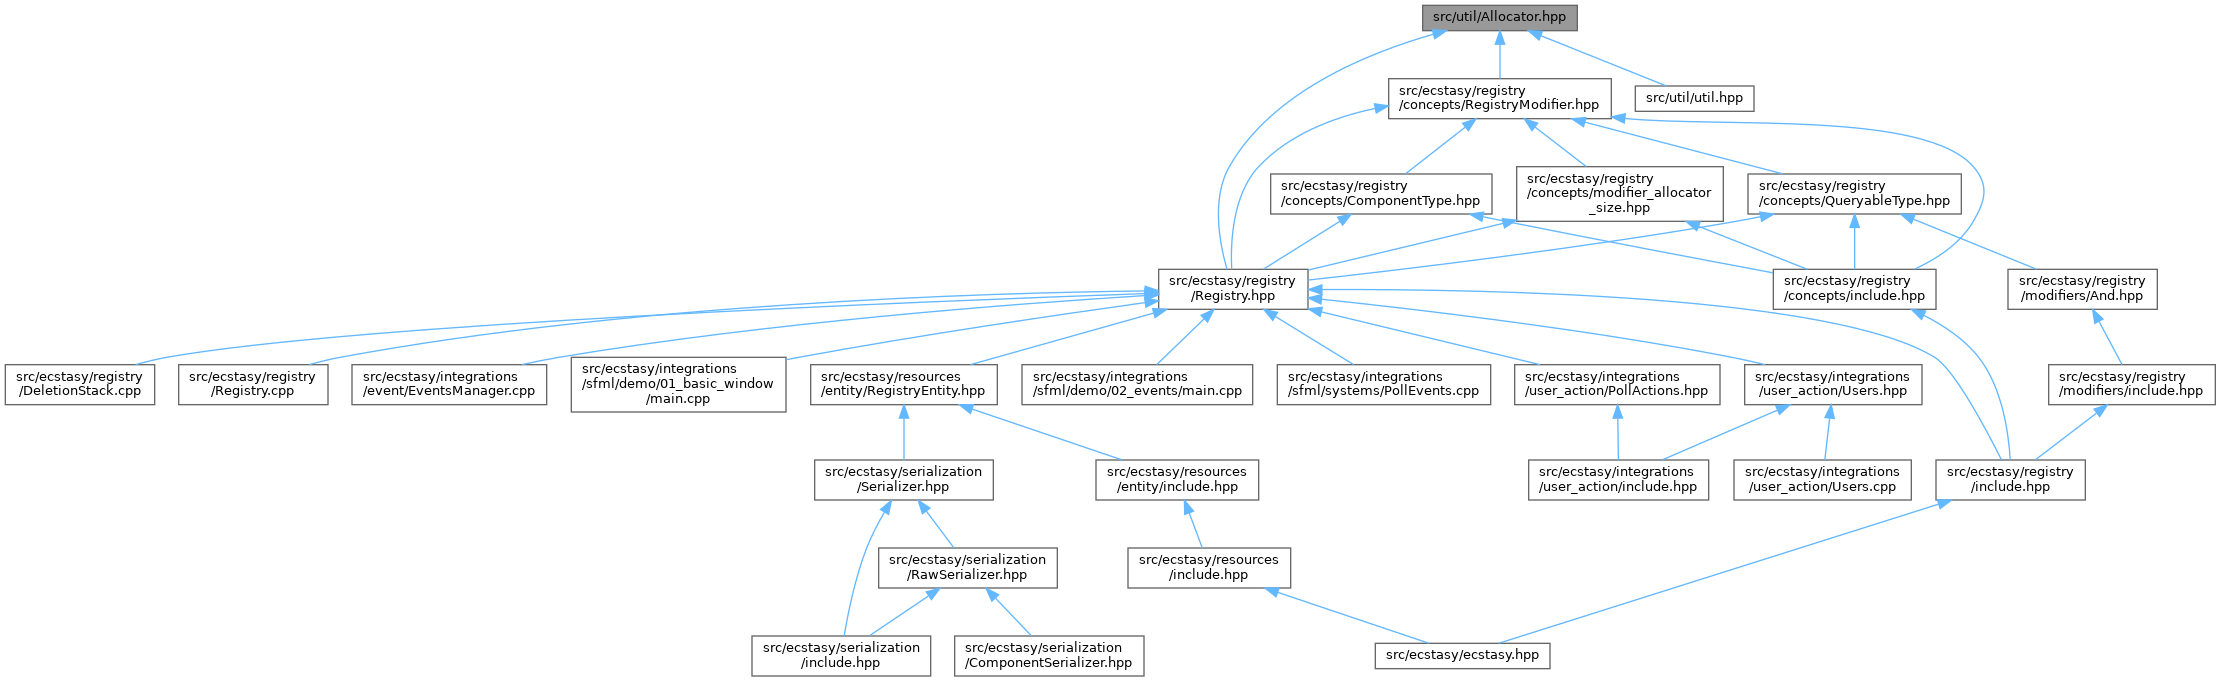 src/util/Allocator.hpp
src/ecstasy/registry
/concepts/RegistryModifier.hpp
src/util/util.hpp
src/ecstasy/registry
/concepts/ComponentType.hpp
src/ecstasy/registry
/concepts/modifier_allocator
_size.hpp
src/ecstasy/registry
/concepts/QueryableType.hpp
src/ecstasy/registry
/Registry.hpp
src/ecstasy/registry
/concepts/include.hpp
src/ecstasy/registry
/modifiers/And.hpp
src/ecstasy/registry
/DeletionStack.cpp
src/ecstasy/registry
/Registry.cpp
src/ecstasy/integrations
/event/EventsManager.cpp
src/ecstasy/integrations
/sfml/demo/01_basic_window
/main.cpp
src/ecstasy/resources
/entity/RegistryEntity.hpp
src/ecstasy/integrations
/sfml/demo/02_events/main.cpp
src/ecstasy/integrations
/sfml/systems/PollEvents.cpp
src/ecstasy/integrations
/user_action/PollActions.hpp
src/ecstasy/integrations
/user_action/Users.hpp
src/ecstasy/registry
/modifiers/include.hpp
src/ecstasy/serialization
/Serializer.hpp
src/ecstasy/resources
/entity/include.hpp
src/ecstasy/integrations
/user_action/include.hpp
src/ecstasy/integrations
/user_action/Users.cpp
src/ecstasy/registry
/include.hpp
src/ecstasy/serialization
/RawSerializer.hpp
src/ecstasy/resources
/include.hpp
src/ecstasy/serialization
/include.hpp
src/ecstasy/serialization
/ComponentSerializer.hpp
src/ecstasy/ecstasy.hpp